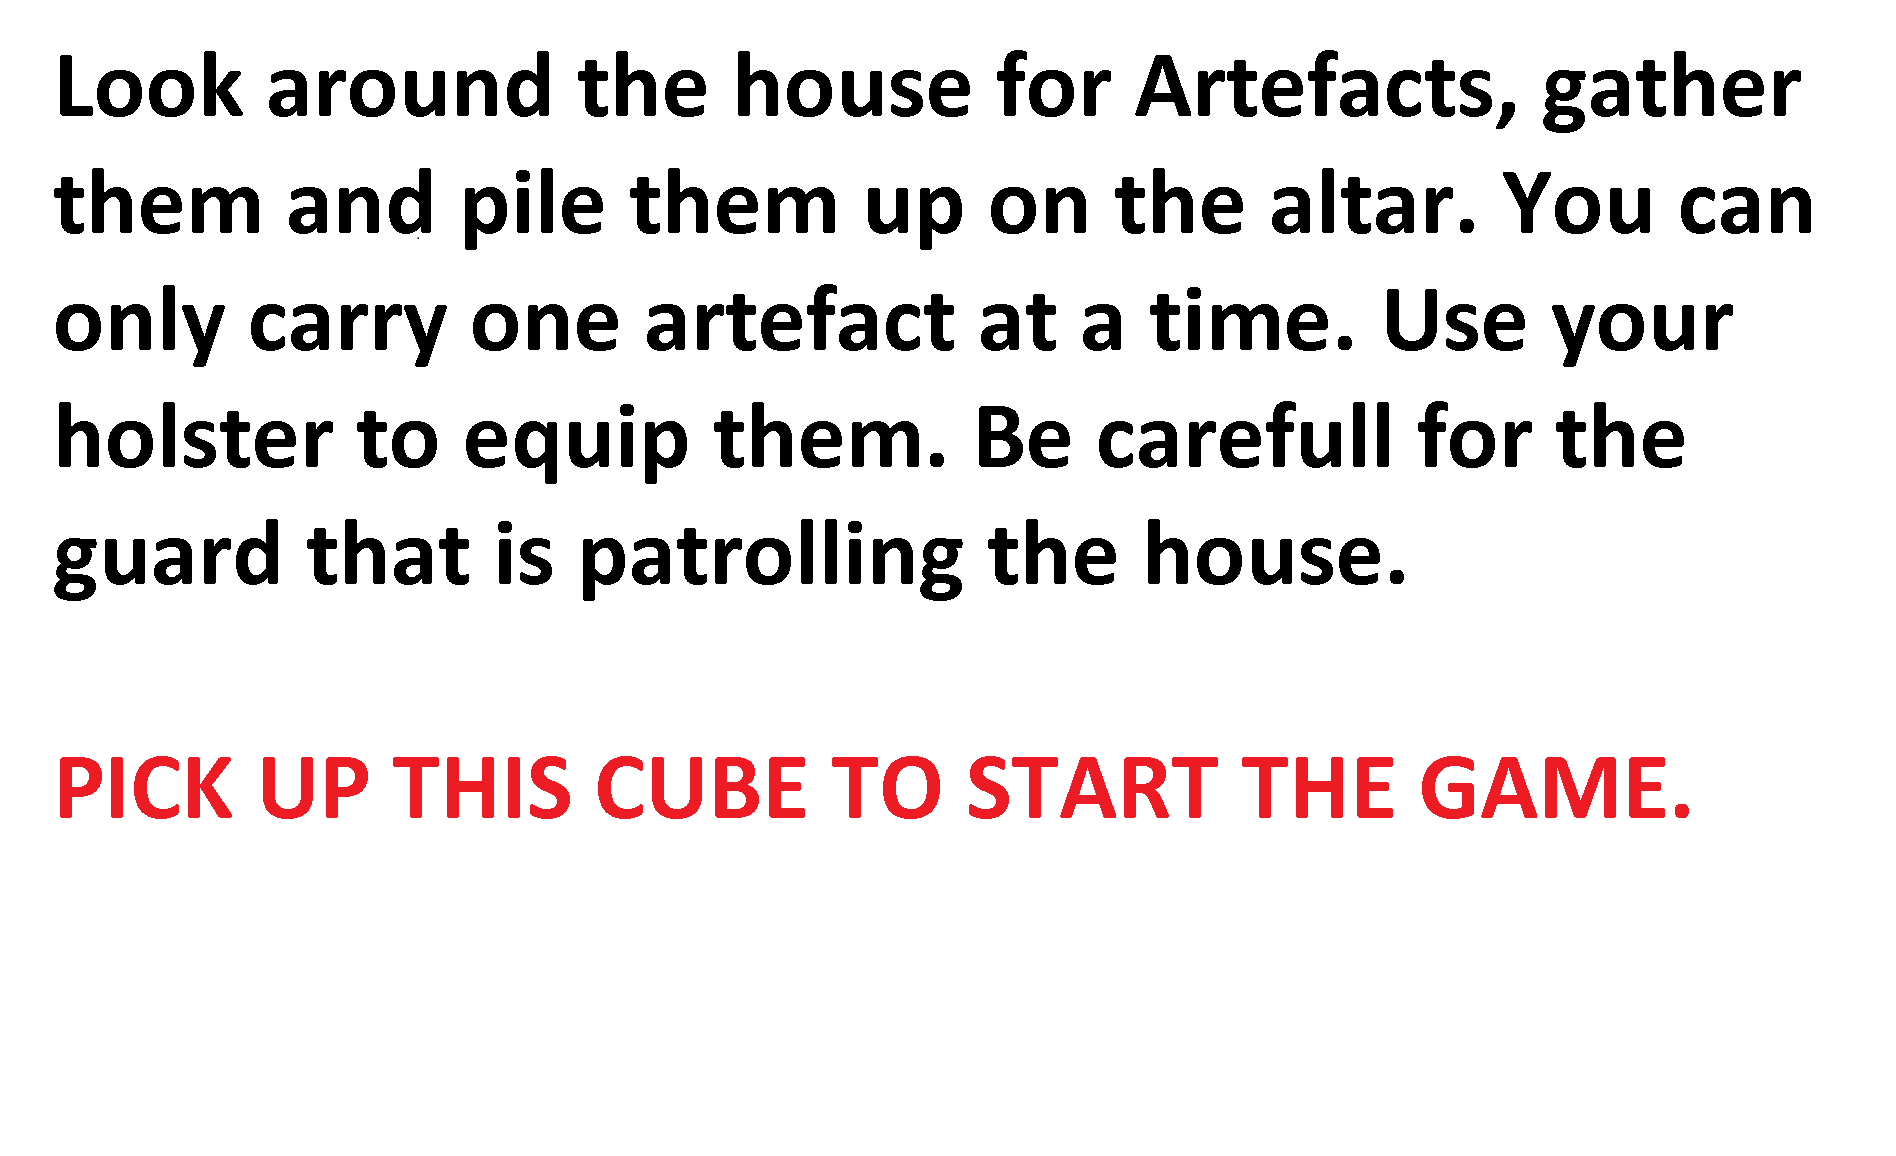 Look around the house for Artefacts, gather
them and pile them up on the altar. You can
only carry one artefact at a time. Use your
holster to equip them. Be carefull for the
guard that is patrolling the house.
PICK UP THIS CUBE TO START THE GAME.